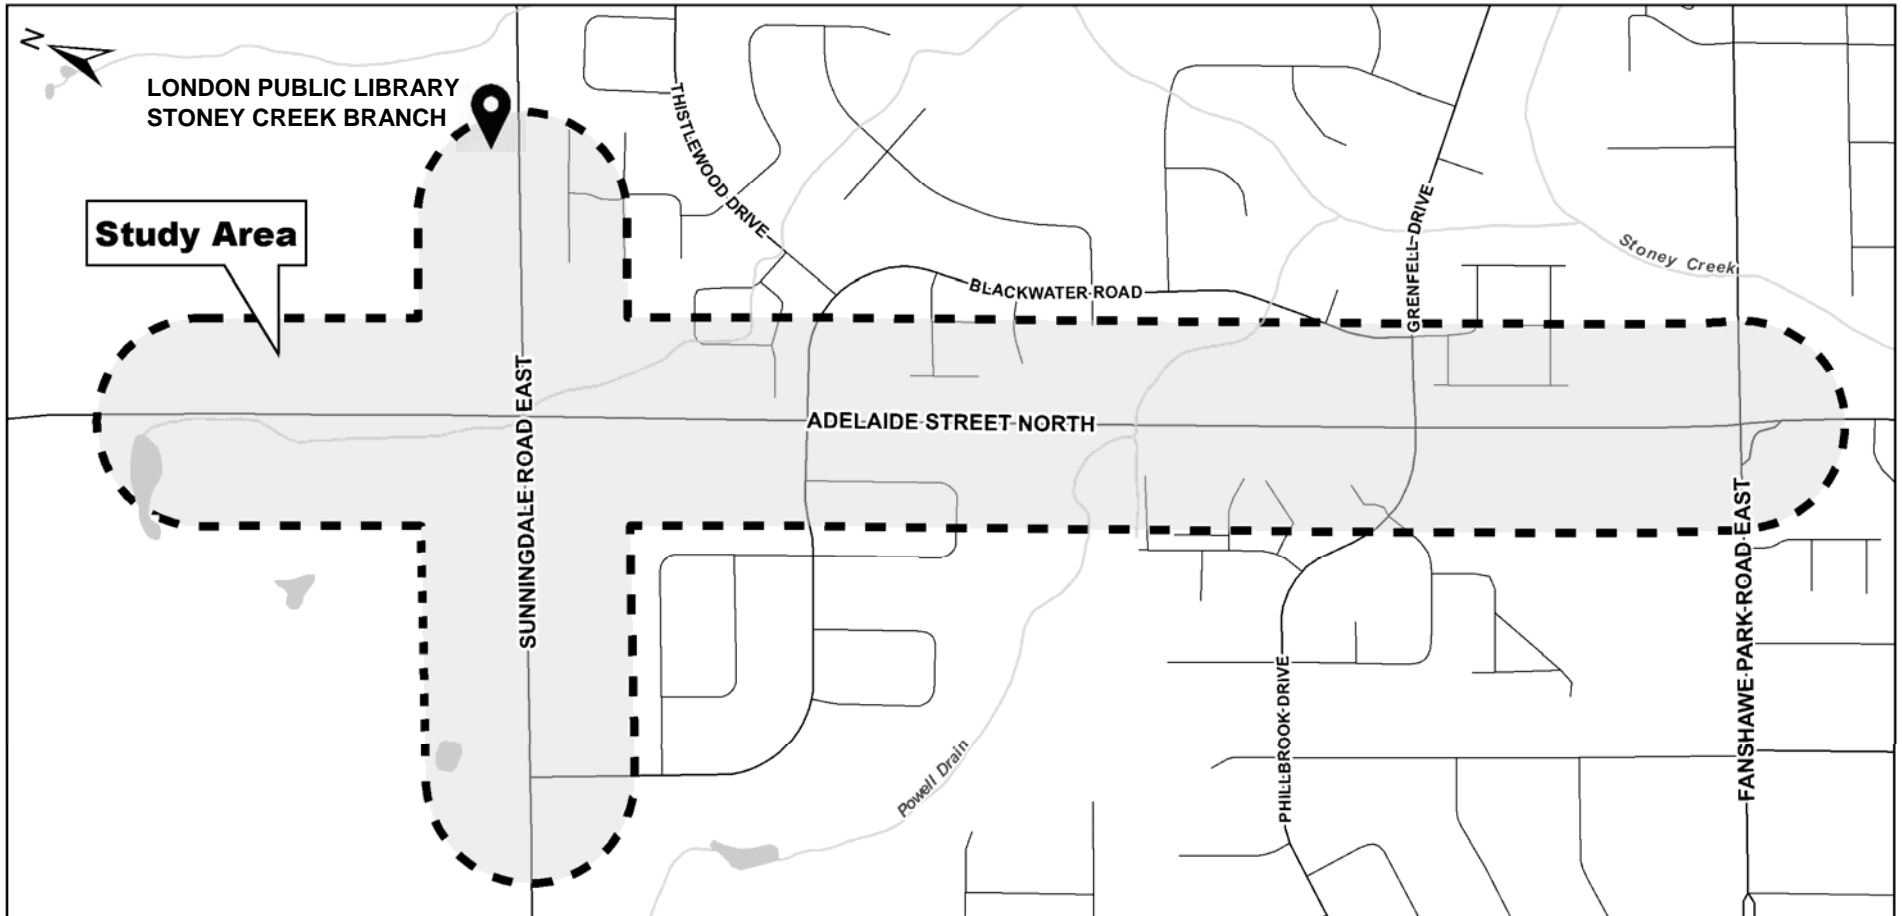 N
LONDON PUBLIC LIBRARY
STONEY CREEK BRANCH
Study Area
THISTLEWOOD DRIVE
GRENFELL DRIVE
Stoney Creek
BLACKWATER ROAD
SUNNINGDALE ROAD EAST
ADELAIDE STREET NORTH
FANSHAWE PARK ROAD EAST
PHILLBROOK DRIVE
Powell Drain